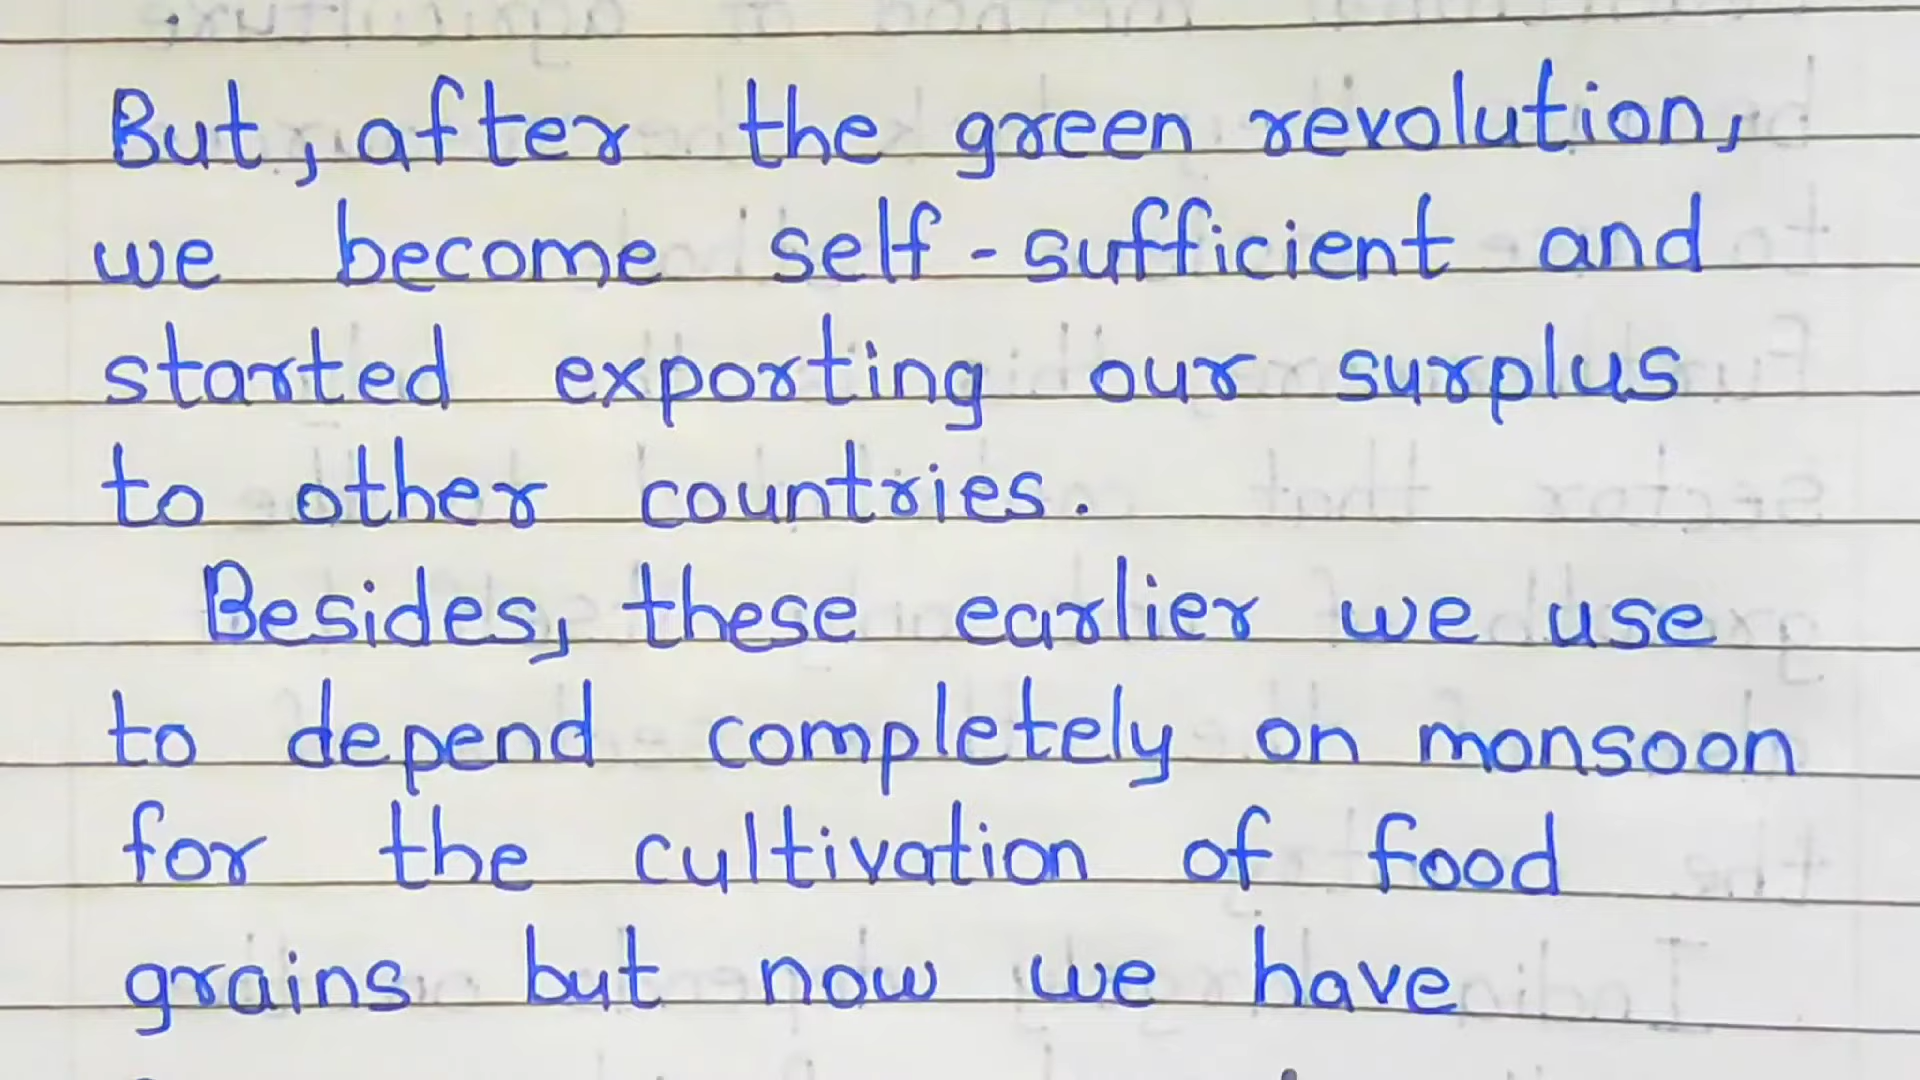 But, after the green revolution,
we become self-sufficient and
started exporting our surplus
to other countries.
Besides, these earlier we use
to depend completely on monsoon
for the cultivation of food
grains but now we have